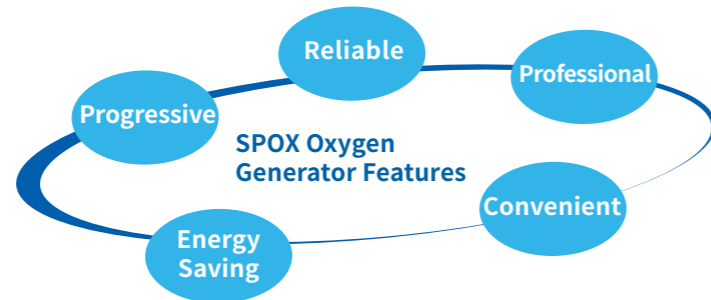 Reliable
Professional
Progressive
SPOX Oxygen
Generator Features
Convenient
Energy
Saving